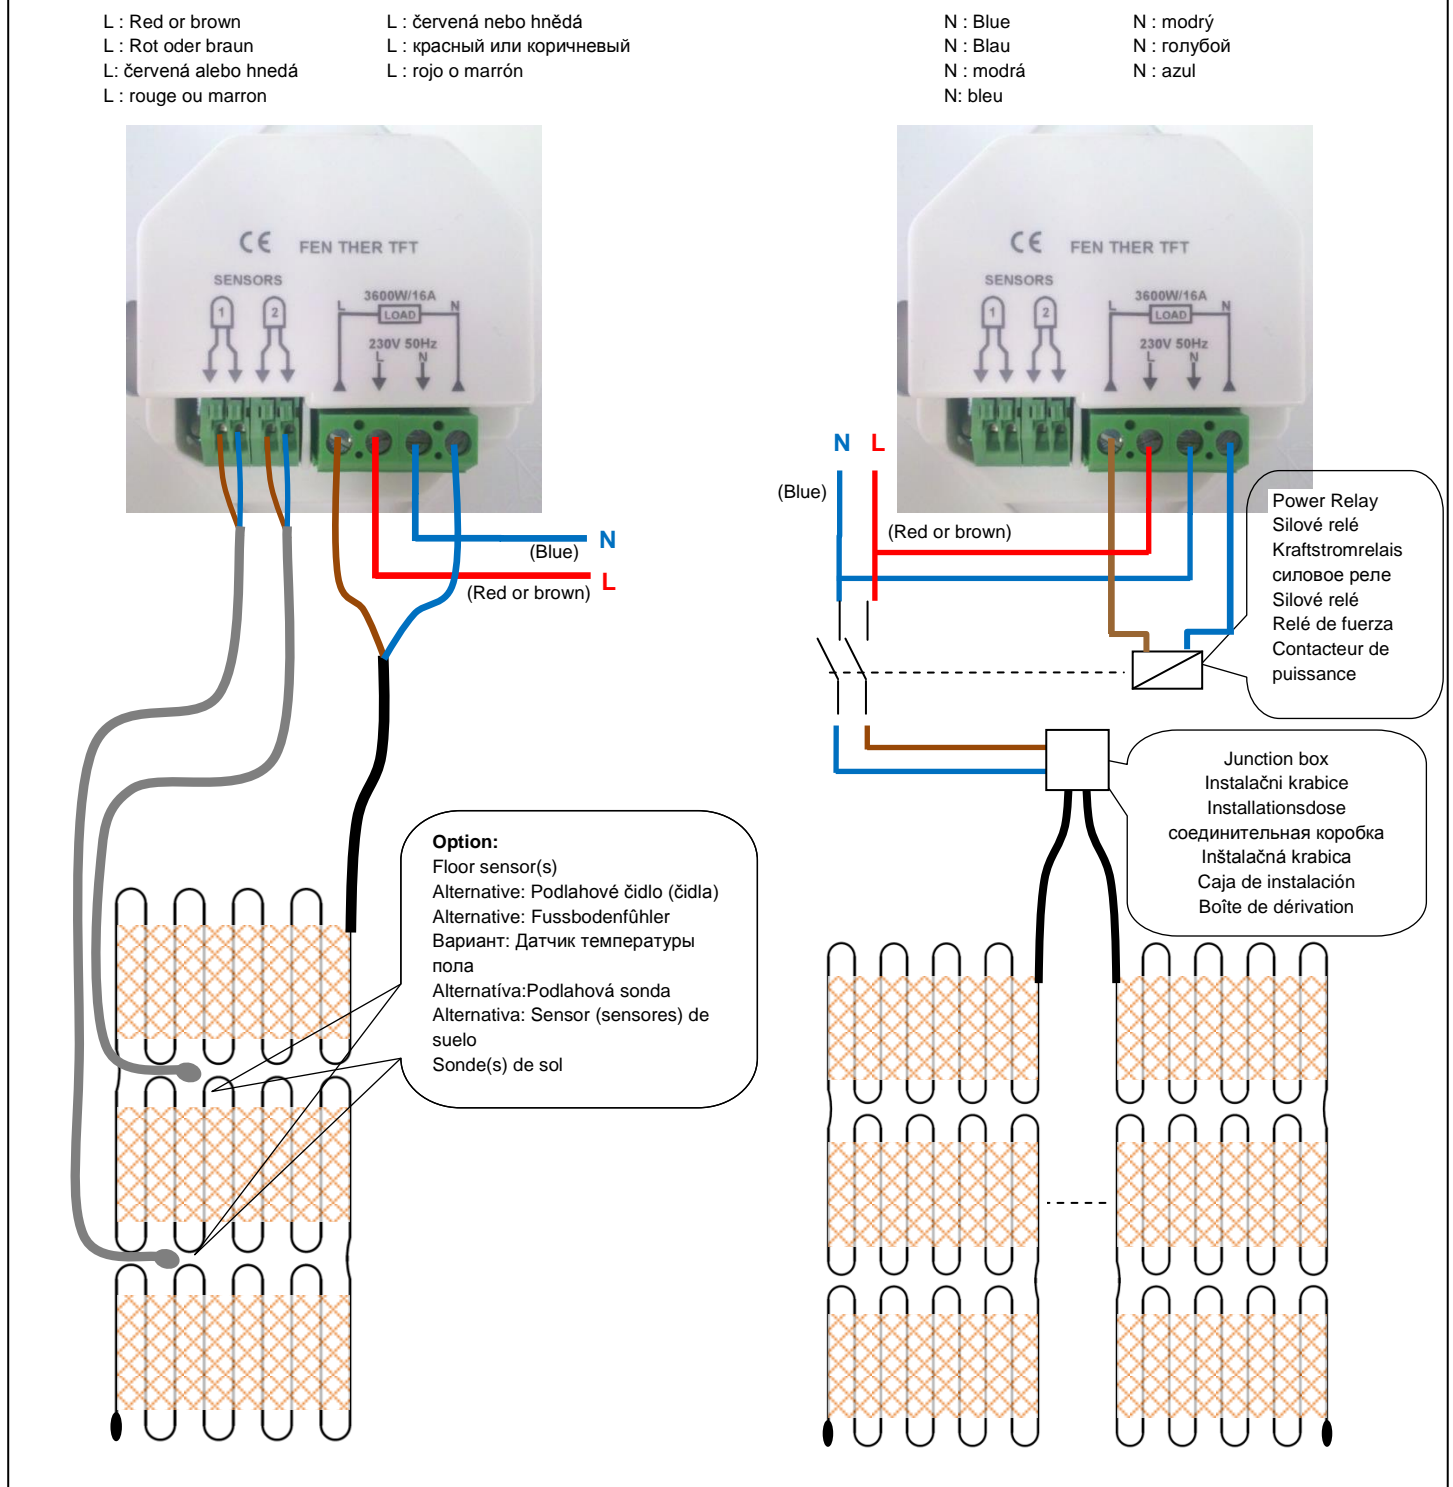 L : Red or brown
L : Rot oder braun
L: červená alebo hnedá
L : rouge ou marron
L : červená nebo hnědá
L : красный или коричневый
L : rojo o marrón
N : Blue
N : Blau
N : modrá
N: bleu
N : modrý
N : голубой
N : azul
CE FEN THER TFT
SENSORS
1 2
3600W/16A
L LOAD N
230V 50Hz
L N
(Blue) N
(Red or brown) L
Option:
Floor sensor(s)
Alternative: Podlahové čidlo (čidla)
Alternative: Fussbodenfûhler
Вариант: Датчик температуры
пола
Alternatíva:Podlahová sonda
Alternativa: Sensor (sensores) de
suelo
Sonde(s) de sol
CE FEN THER TFT
SENSORS
1 2
3600W/16A
L LOAD N
230V 50Hz
L N
N L
(Blue)
(Red or brown)
Power Relay
Silové relé
Kraftstromrelais
силовое реле
Silové relé
Relé de fuerza
Contacteur de
puissance
Junction box
Instalačni krabice
Installationsdose
соединительная коробка
Inštalačná krabica
Caja de instalación
Boîte de dérivation